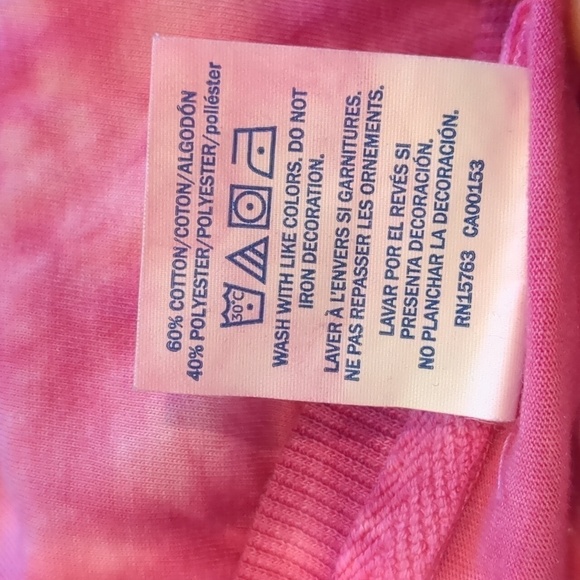 60% COTTON/COTON/ALGODÓN
40% POLYESTER/POLYESTER/poliéster
30°C
WASH WITH LIKE COLORS. DO NOT
IRON DECORATION.
LAVER À L'ENVERS SI GARNITURES.
NE PAS REPASSER LES ORNEMENTS.
LAVAR POR EL REVÉS SI
PRESENTA DECORACIÓN.
NO PLANCHAR LA DECORACIÓN.
RN15763 CA00153